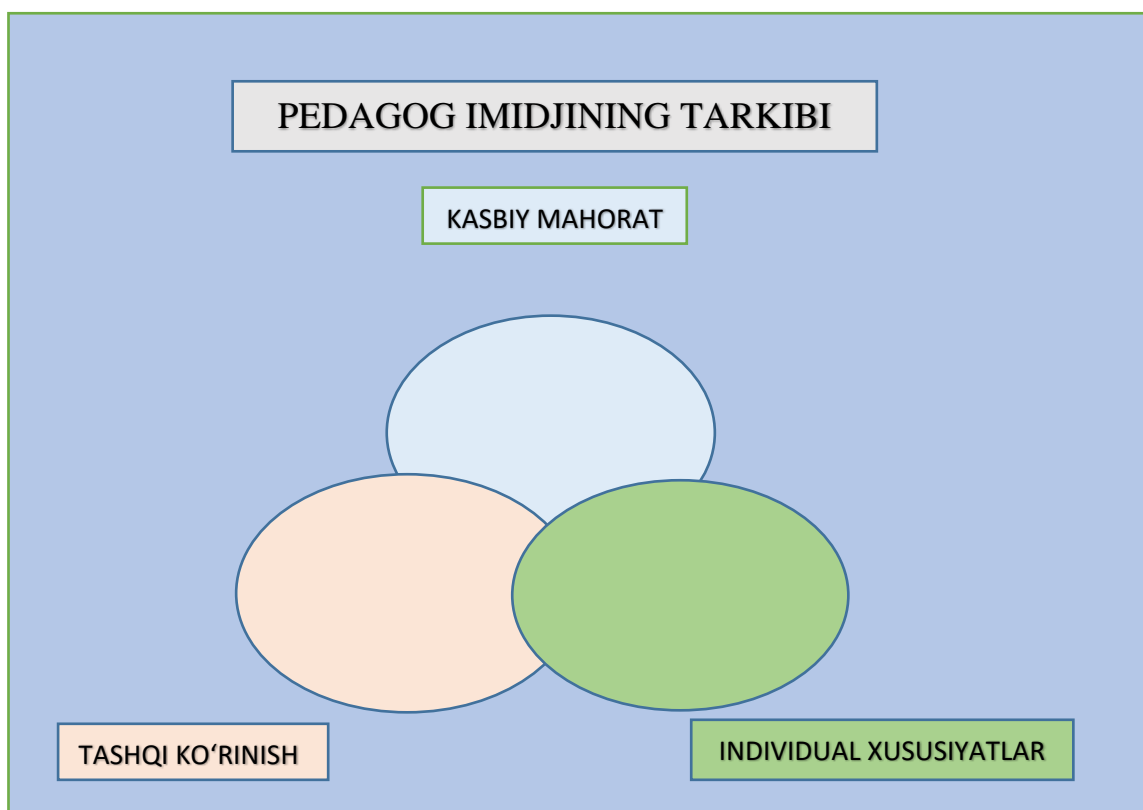 PEDAGOG IMIDJINING TARKIBI
KASBIY MAHORAT
TASHQI KO‘RINISH
INDIVIDUAL XUSUSIYATLAR